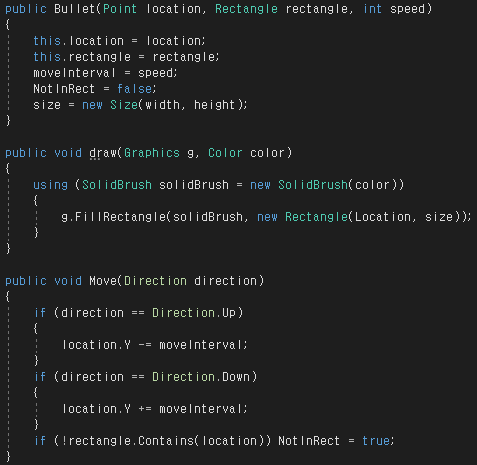 public Bullet(Point location, Rectangle rectangle, int speed)
{
this.location = location;
this.rectangle = rectangle;
moveInterval = speed;
NotInRect = false;
size = new Size(width, height);
}
public void draw(Graphics g, Color color)
{
using (SolidBrush solidBrush = new SolidBrush(color))
{
g.FillRectangle(solidBrush, new Rectangle(Location, size));
}
}
public void Move(Direction direction)
{
if (direction == Direction.Up)
{
location.Y -= moveInterval;
}
if (direction == Direction.Down)
{
location.Y += moveInterval;
}
if (!rectangle.Contains(location)) NotInRect = true;
}